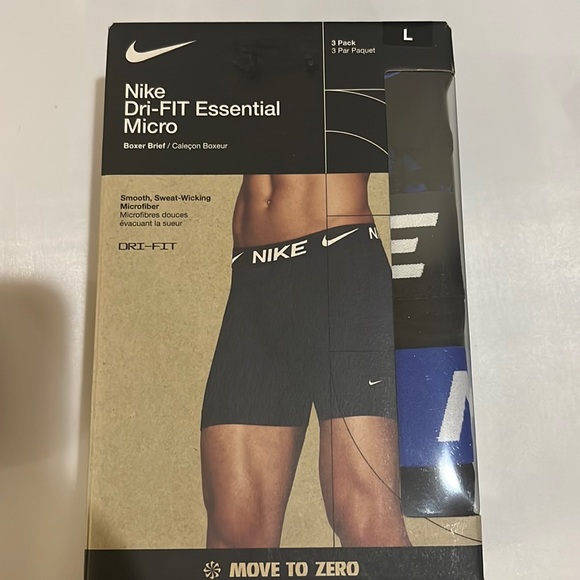 L
3 Pack
3 Par Paquet
Nike
Dri-FIT Essential
Micro
Boxer Brief / Caleçon Boxeur
Smooth, Sweat-Wicking
Microfiber
Microfibres douces
évacuant la sueur
DRI-FIT
NIKE
N
E
N
MOVE TO ZERO